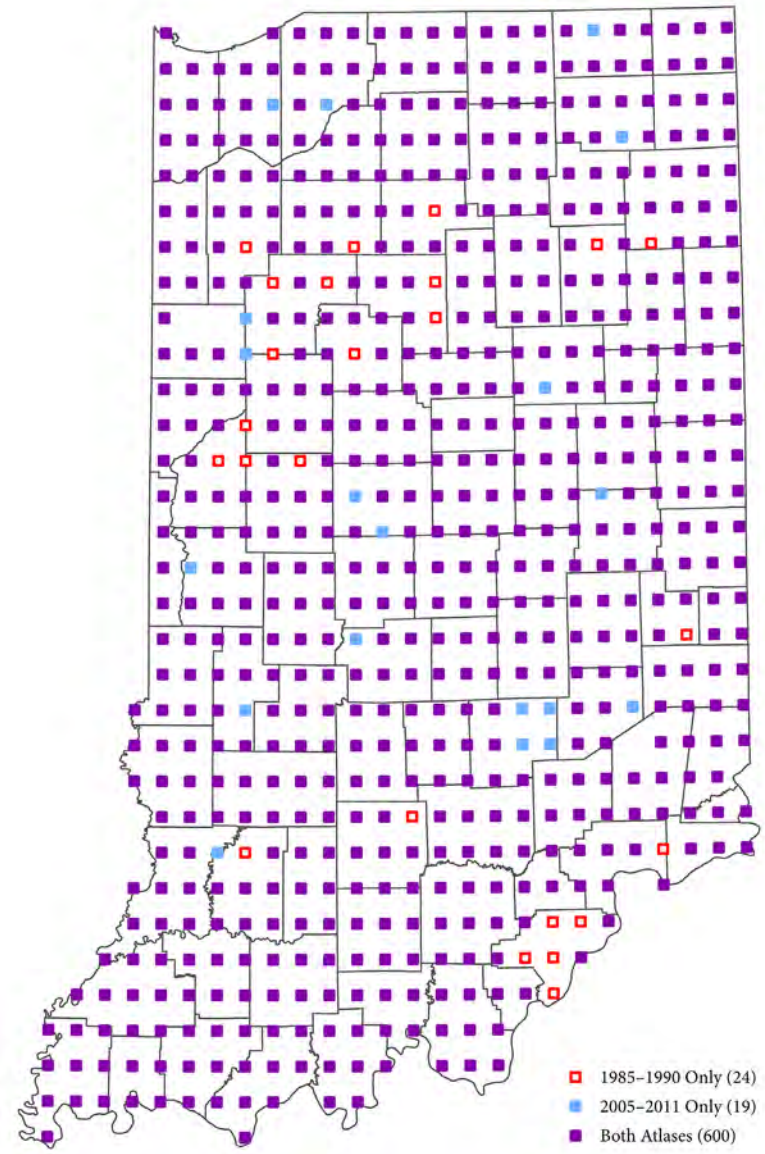 1985–1990 Only (24)
2005–2011 Only (19)
Both Atlases (600)